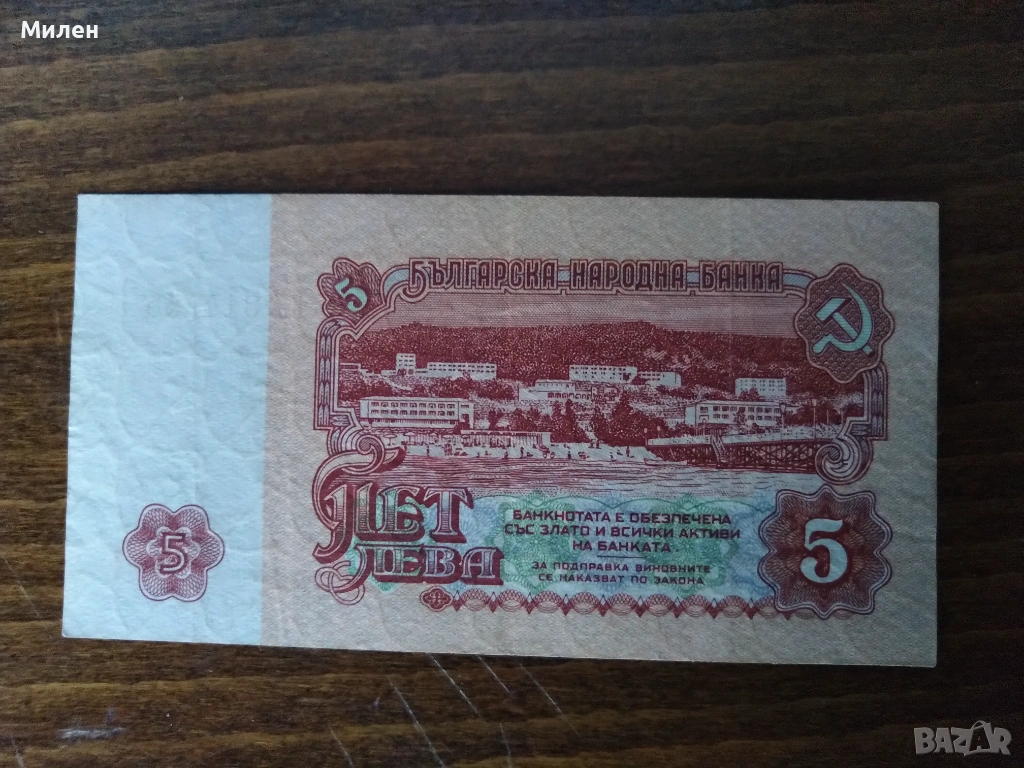 Милен
5
БЪЛГАРСКА НАРОДНА БАНКА
ПЕТ
ЛЕВА
БАНКНОТАТА Е ОБЕЗПЕЧЕНА
СЪС ЗЛАТО И ВСИЧКИ АКТИВИ
НА БАНКАТА
ЗА ПОДПРАВКА ВИНОВНИТЕ
СЕ НАКАЗВАТ ПО ЗАКОНА
5
5
BAZAR